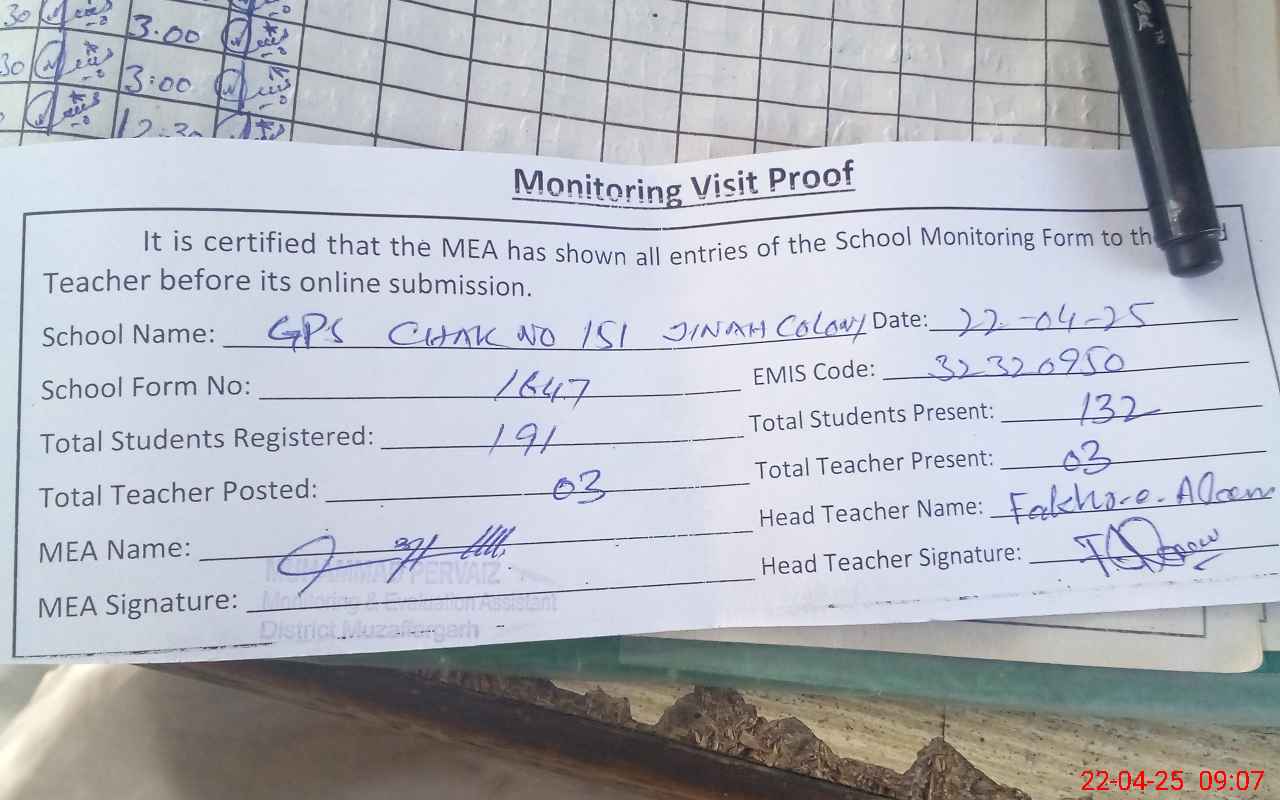 30 3.00
30 3:00
12:30
Monitoring Visit Proof
It is certified that the MEA has shown all entries of the School Monitoring Form to the
Teacher before its online submission.
School Name: GPS CHAK NO 151 JINAH COLONY Date: 22-04-25
School Form No: 1647 EMIS Code: 32320950
Total Students Registered: 191 Total Students Present: 132
Total Teacher Posted: 03 Total Teacher Present: 03
MEA Name: Head Teacher Name:
MEA Signature: Head Teacher Signature:
MUHAMMAD PERVAIZ
Monitoring & Evaluation Assistant
District Muzaffargarh
22-04-25 09:07